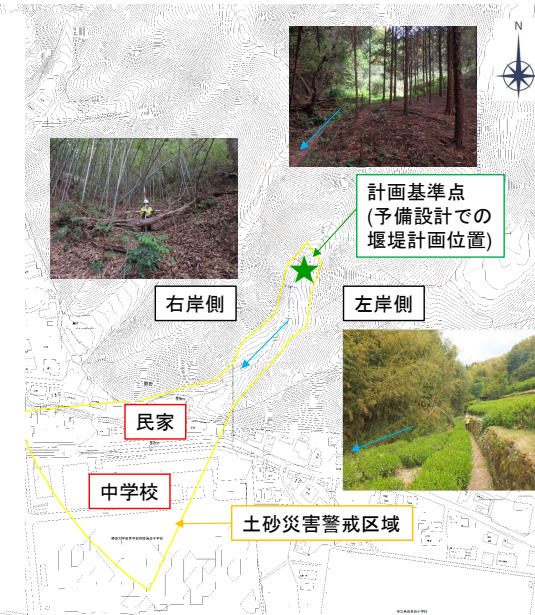 N
計画基準点
(予備設計での
堰堤計画位置)
右岸側
左岸側
民家
中学校
土砂災害警戒区域